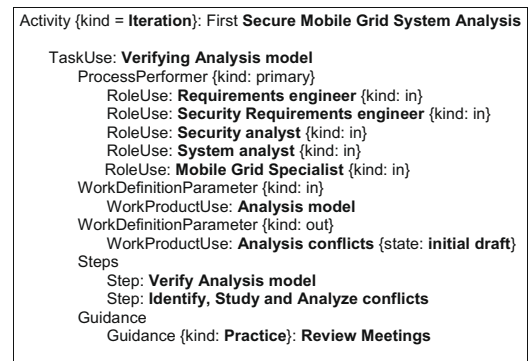 Activity {kind = Iteration}: First Secure Mobile Grid System Analysis
TaskUse: Verifying Analysis model
ProcessPerformer {kind: primary}
RoleUse: Requirements engineer {kind: in}
RoleUse: Security Requirements engineer {kind: in}
RoleUse: Security analyst {kind: in}
RoleUse: System analyst {kind: in}
RoleUse: Mobile Grid Specialist {kind: in}
WorkDefinitionParameter {kind: in}
WorkProductUse: Analysis model
WorkDefinitionParameter {kind: out}
WorkProductUse: Analysis conflicts {state: initial draft}
Steps
Step: Verify Analysis model
Step: Identify, Study and Analyze conflicts
Guidance
Guidance {kind: Practice}: Review Meetings